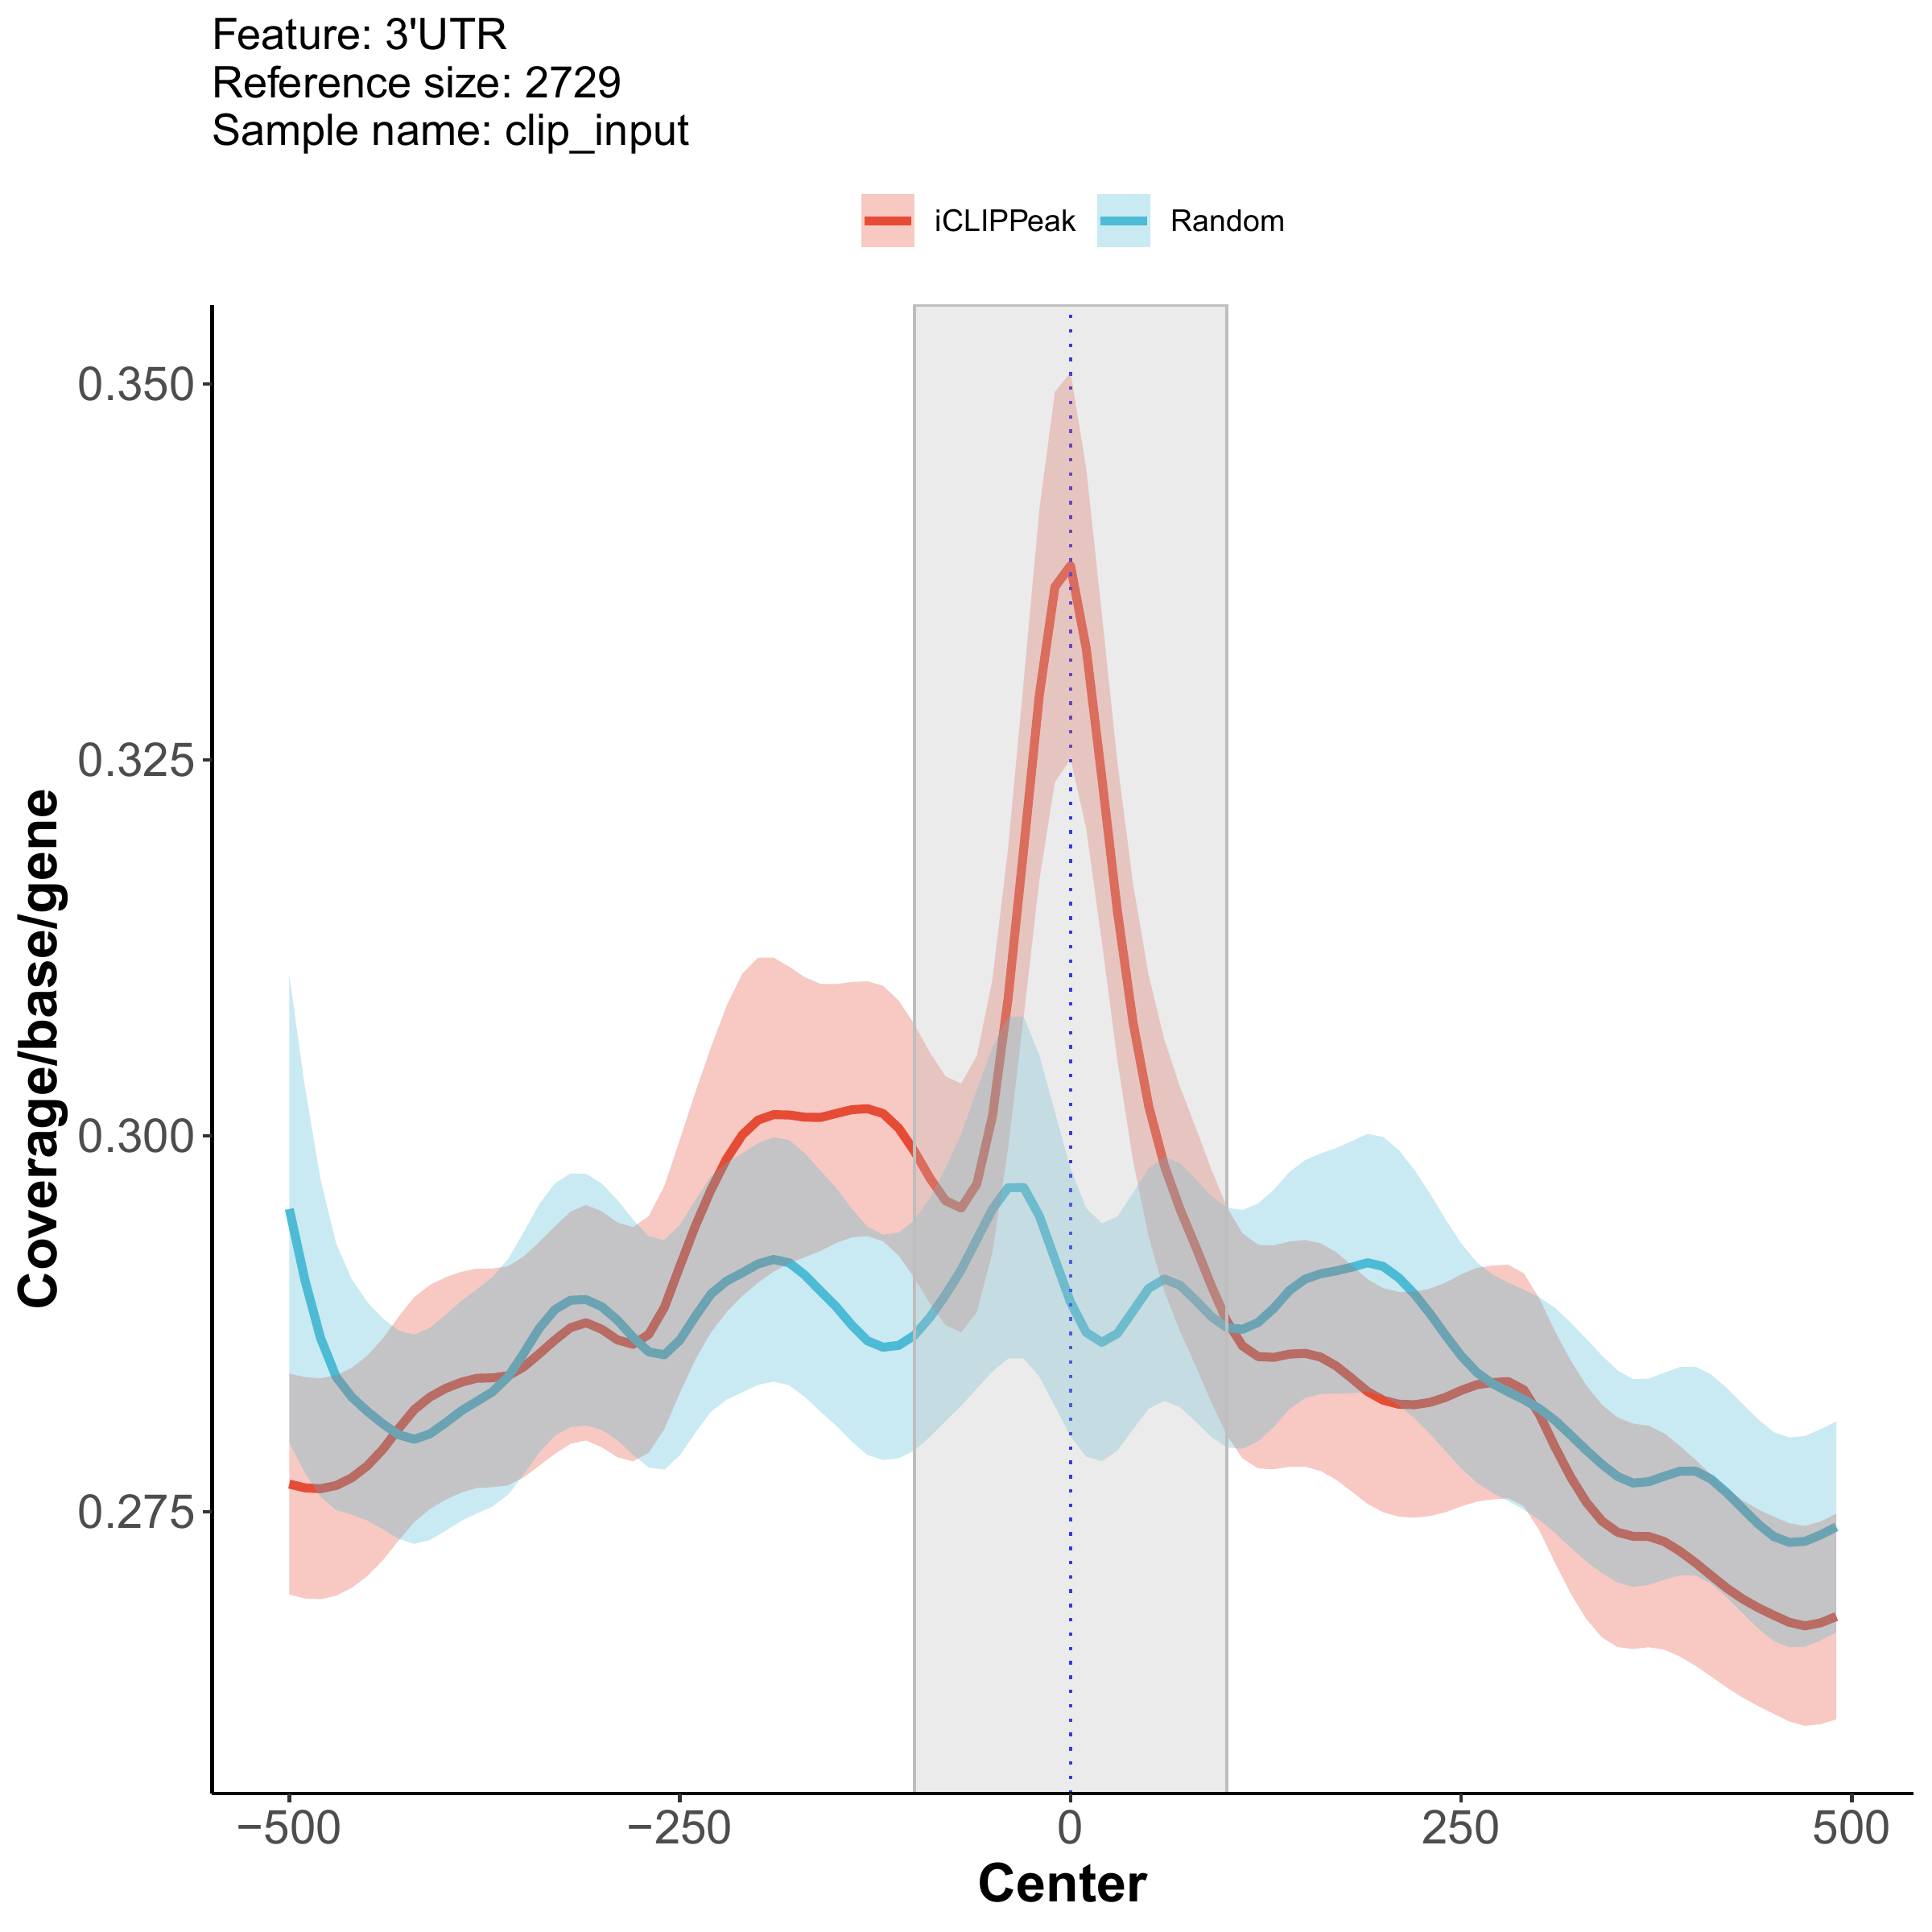 Feature: 3'UTR
Reference size: 2729
Sample name: clip_input
iCLIPPeak Random
0.350
0.325
0.300
0.275
Coverage/base/gene
−500 −250 0 250 500
Center